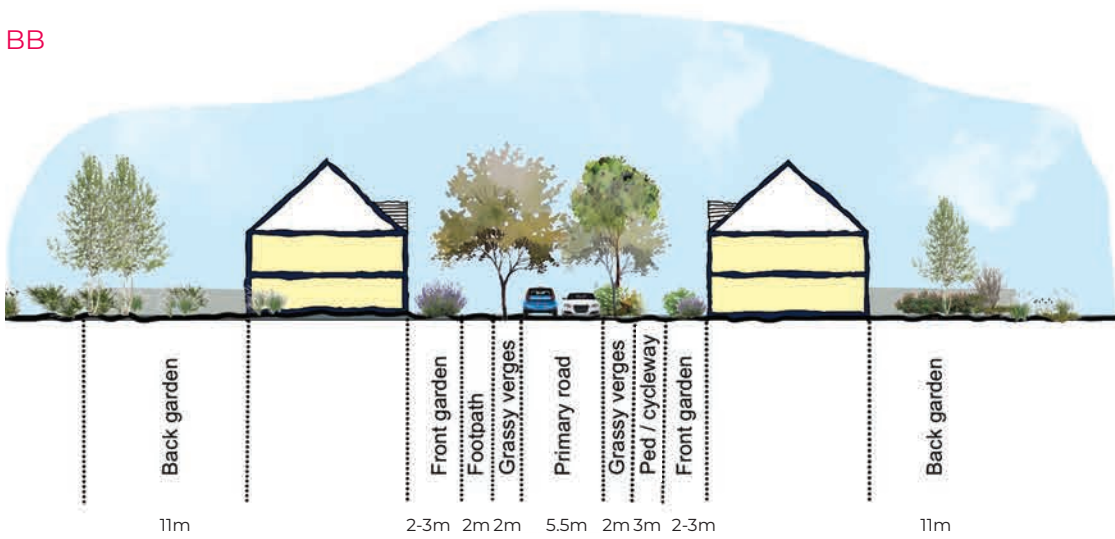 BB
Back garden
Front garden
Footpath
Grassy verges
Primary road
Grassy verges
Ped / cycleway
Front garden
Back garden
11m
2-3m
2m
2m
5.5m
2m
3m
2-3m
11m